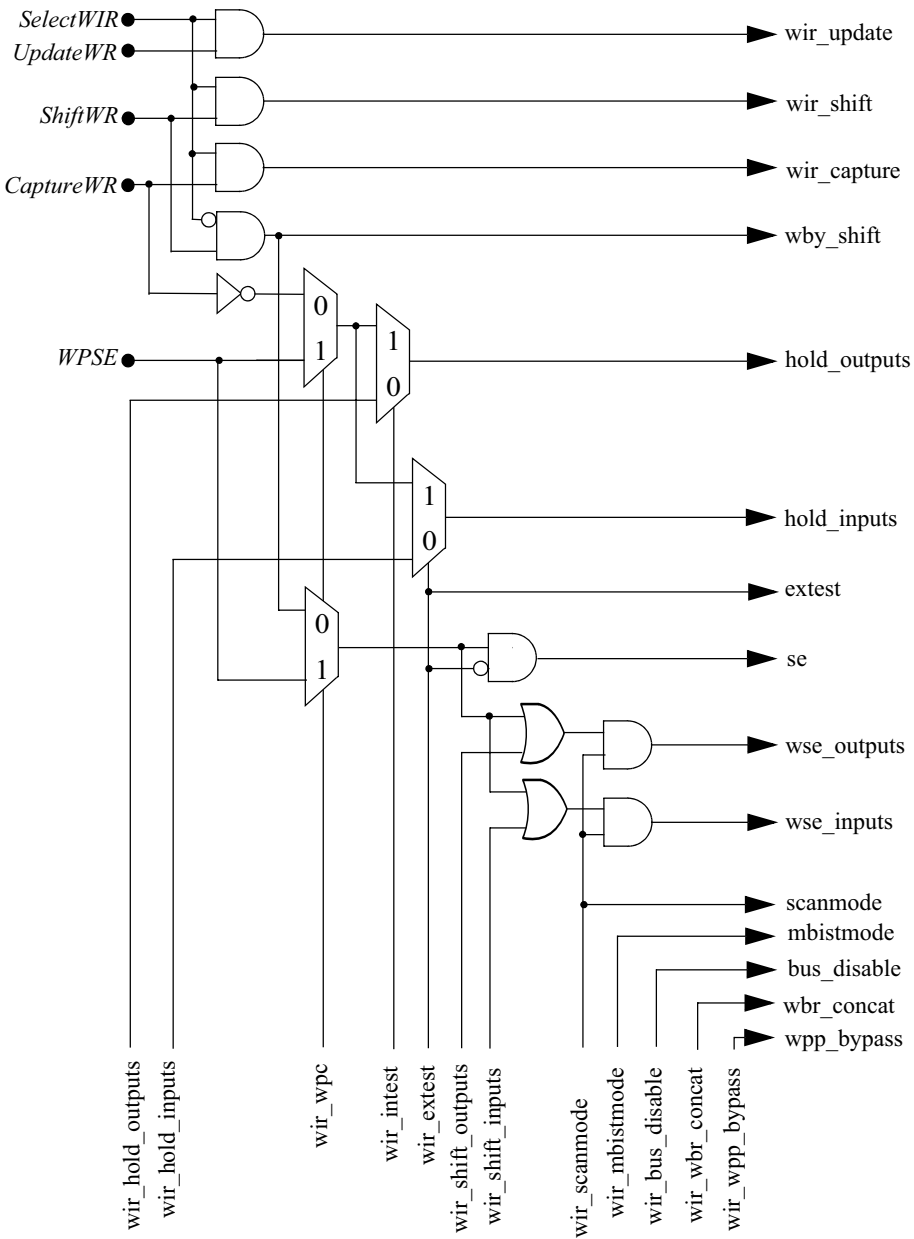 SelectWIR
wir_update
UpdateWR
wir_shift
ShiftWR
wir_capture
CaptureWR
wby_shift
0
1
WPSE
1
0
hold_outputs
1
0
hold_inputs
extest
0
1
se
wse_outputs
wse_inputs
scanmode
mbistmode
bus_disable
wbr_concat
wpp_bypass
wir_hold_outputs
wir_hold_inputs
wir_wpc
wir_intest
wir_extest
wir_shift_outputs
wir_shift_inputs
wir_scanmode
wir_mbistmode
wir_bus_disable
wir_wbr_concat
wir_wpp_bypass